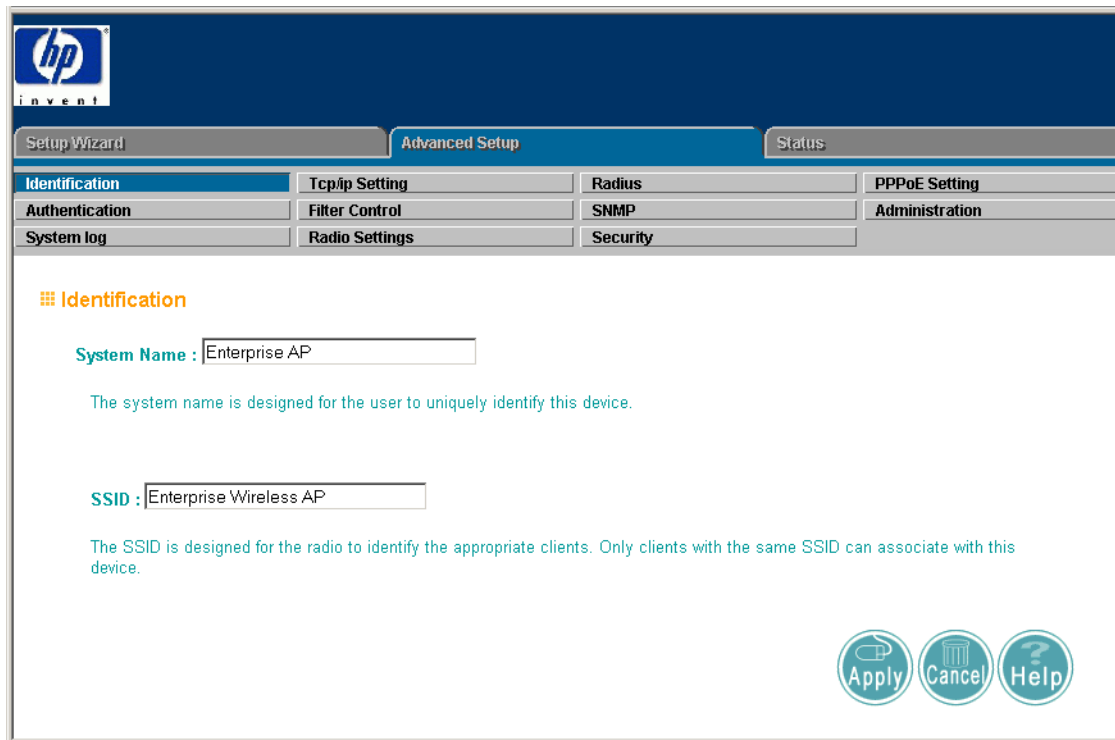 hp
invent
Setup Wizard Advanced Setup Status
Identification Tcp/ip Setting Radius PPPoE Setting
Authentication Filter Control SNMP Administration
System log Radio Settings Security
Identification
System Name : Enterprise AP
The system name is designed for the user to uniquely identify this device.
SSID : Enterprise Wireless AP
The SSID is designed for the radio to identify the appropriate clients. Only clients with the same SSID can associate with this
device.
Apply Cancel Help